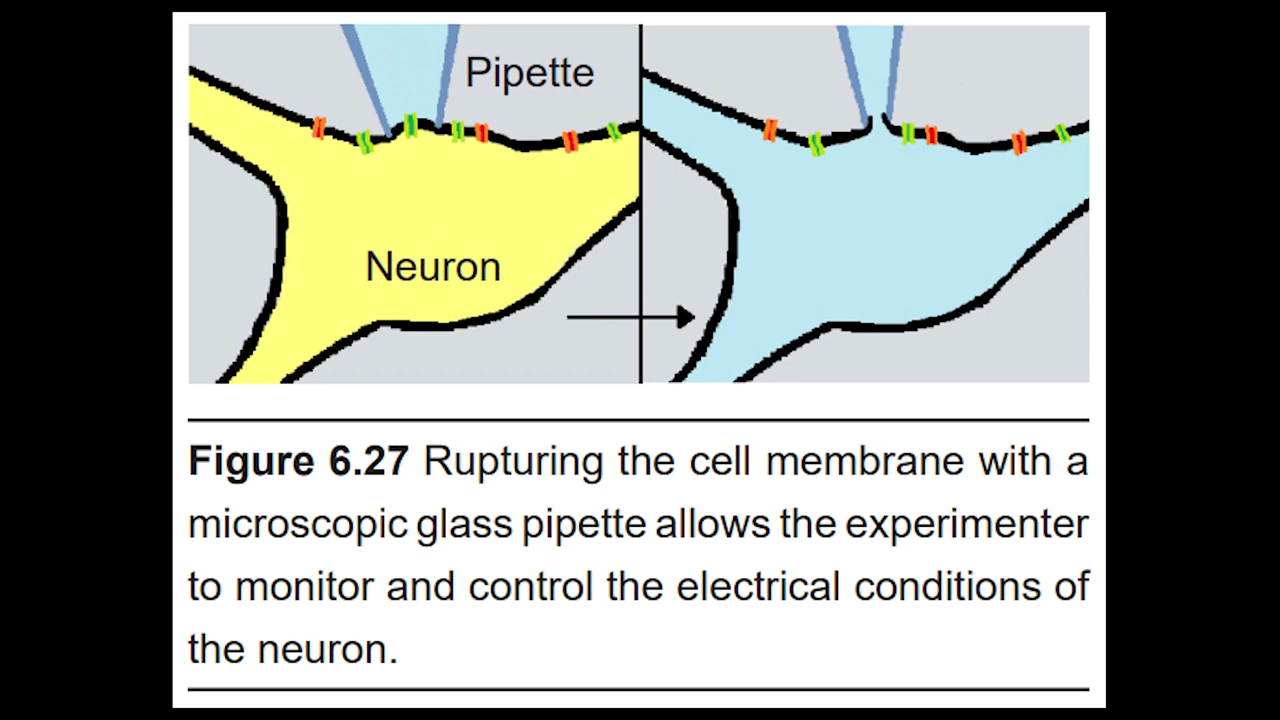 Pipette
Neuron
Figure 6.27 Rupturing the cell membrane with a
microscopic glass pipette allows the experimenter
to monitor and control the electrical conditions of
the neuron.